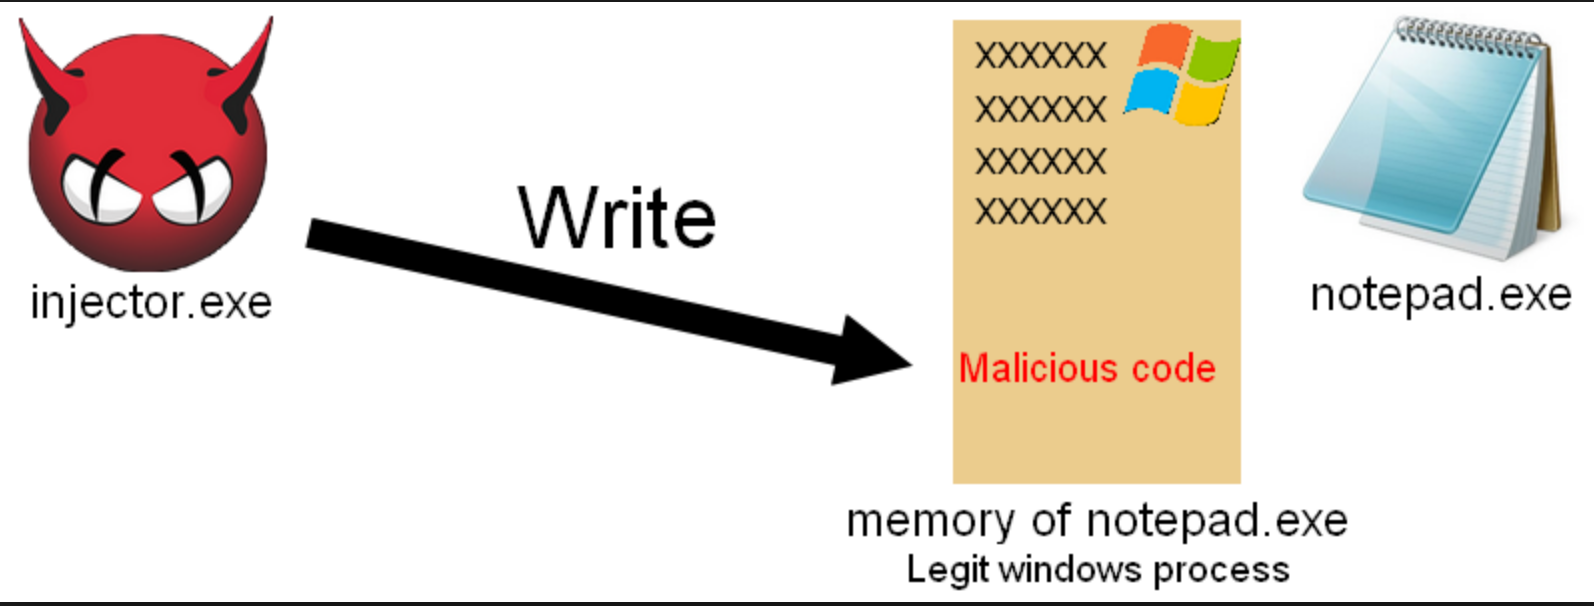 injector.exe
Write
XXXXXX
XXXXXX
XXXXXX
XXXXXX
Malicious code
memory of notepad.exe
Legit windows process
notepad.exe